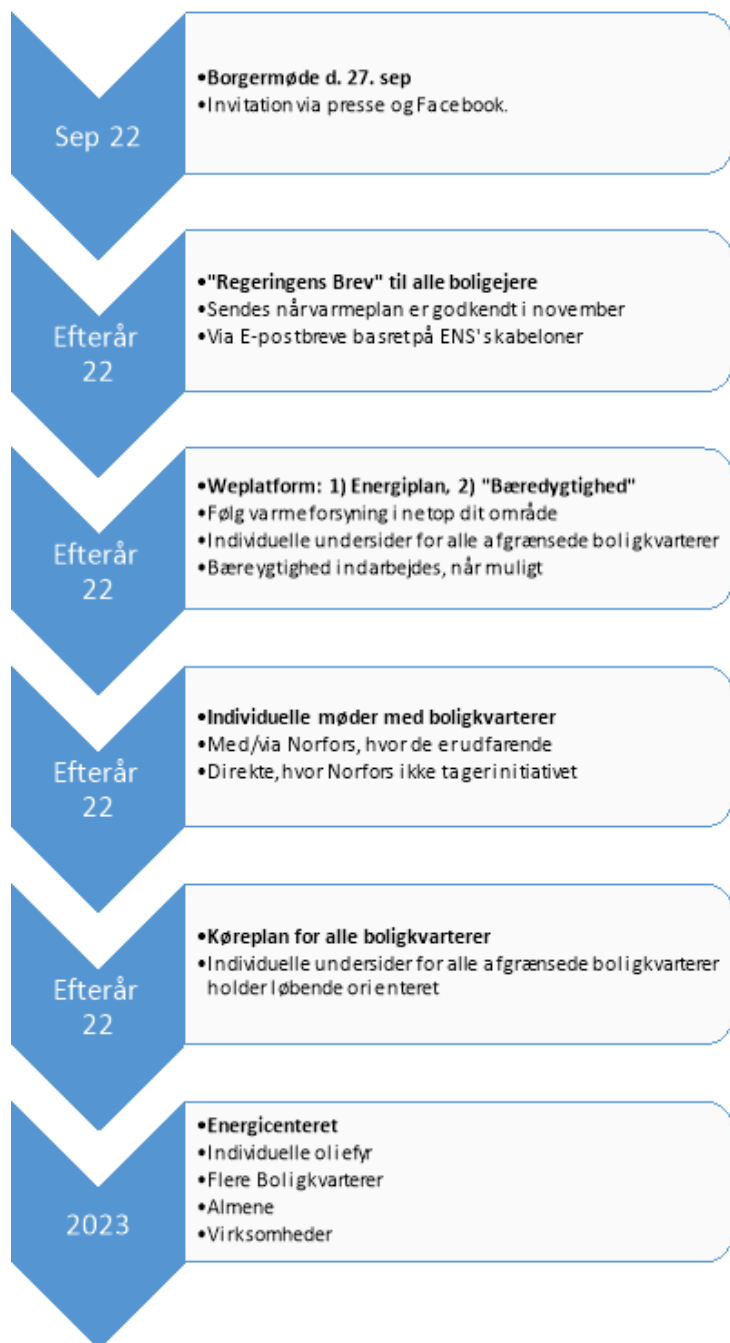 Sep 22
•Borgermøde d. 27. sep
•Invitation via presse og Facebook.
Efterår
22
•"Regeringens Brev" til alle boligejere
•Sendes når varmeplan er godkendt i november
•Via E-postbreve basret på ENS' skabeloner
Efterår
22
•Weplatform: 1) Energiplan, 2) "Bæredygtighed"
•Følg varmeforsyning i netop dit område
•Individuelle undersider for alle afgrænsede boligkvarterer
•Bæreygtighed indarbejdes, når muligt
Efterår
22
•Individuelle møder med boligkvarterer
•Med/via Norfors, hvor de er udfarende
•Direkte, hvor Norfors ikke tager initiativet
Efterår
22
•Køreplan for alle boligkvarterer
•Individuelle undersider for alle afgrænsede boligkvarterer
holder løbende orienteret
2023
•Energicenteret
•Individuelle oliefyr
•Flere Boligkvarterer
•Almene
•Virksomheder